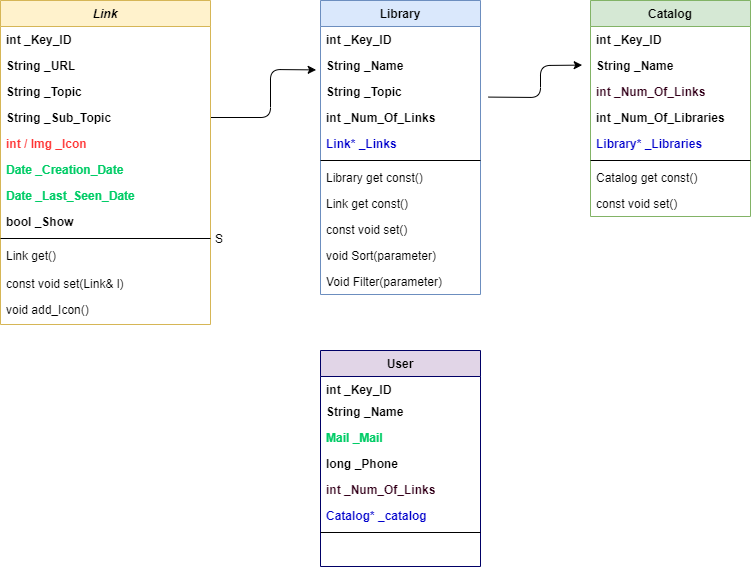 Link
int _Key_ID
String _URL
String _Topic
String _Sub_Topic
int / Img _Icon
Date _Creation_Date
Date _Last_Seen_Date
bool _Show
S
Link get()
const void set(Link& l)
void add_Icon()
Library
int _Key_ID
String _Name
String _Topic
int _Num_Of_Links
Link* _Links
Library get const()
Link get const()
const void set()
void Sort(parameter)
Void Filter(parameter)
Catalog
int _Key_ID
String _Name
int _Num_Of_Links
int _Num_Of_Libraries
Library* _Libraries
Catalog get const()
const void set()
User
int _Key_ID
String _Name
Mail _Mail
long _Phone
int _Num_Of_Links
Catalog* _catalog